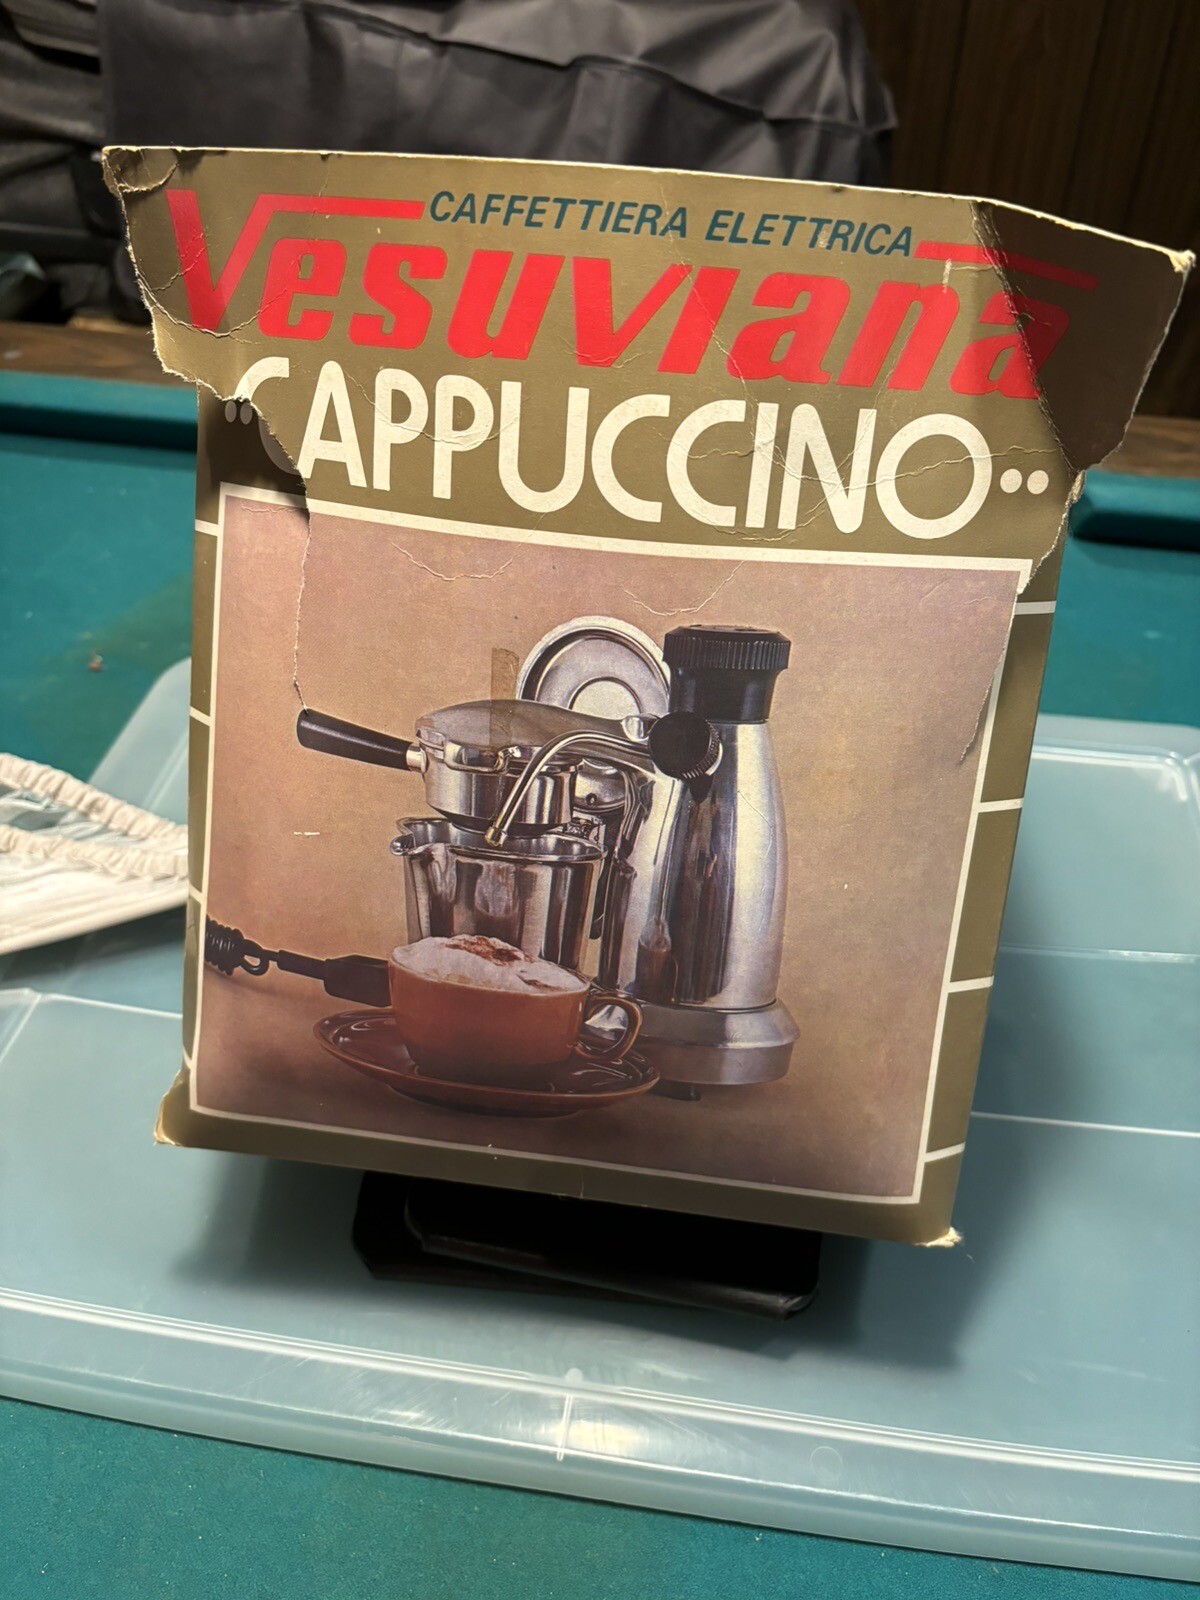 CAFFETTIERA ELETTRICA
Vesuviana
"CAPPUCCINO"